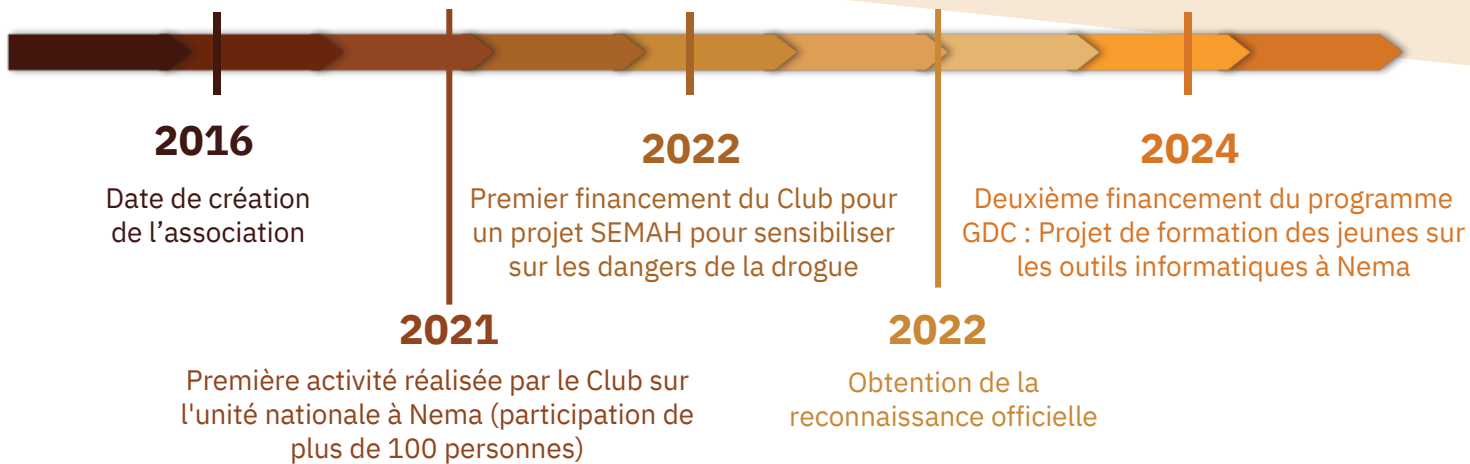 2016
Date de création
de l’association
2021
Première activité réalisée par le Club sur
l'unité nationale à Nema (participation de
plus de 100 personnes)
2022
Premier financement du Club pour
un projet SEMAH pour sensibiliser
sur les dangers de la drogue
2022
Obtention de la
reconnaissance officielle
2024
Deuxième financement du programme
GDC : Projet de formation des jeunes sur
les outils informatiques à Nema